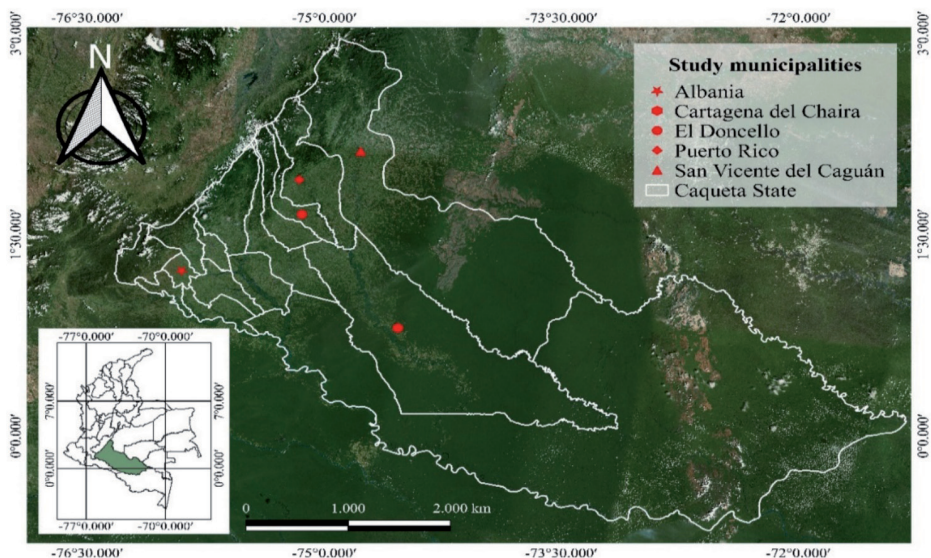 -76°30.000′ -75°0.000′ -73°30.000′ -72°0.000′
3°0.000′
3°0.000′
N
Study municipalities
Albania
Cartagena del Chaira
El Doncello
Puerto Rico
San Vicente del Caguán
Caqueta State
1°30.000′
1°30.000′
-77°0.000′ -70°0.000′
7°0.000′
7°0.000′
0°0.000′
0°0.000′
-77°0.000′ -70°0.000′
0°0.000′
0°0.000′
0 1.000 2.000 km
-76°30.000′ -75°0.000′ -73°30.000′ -72°0.000′